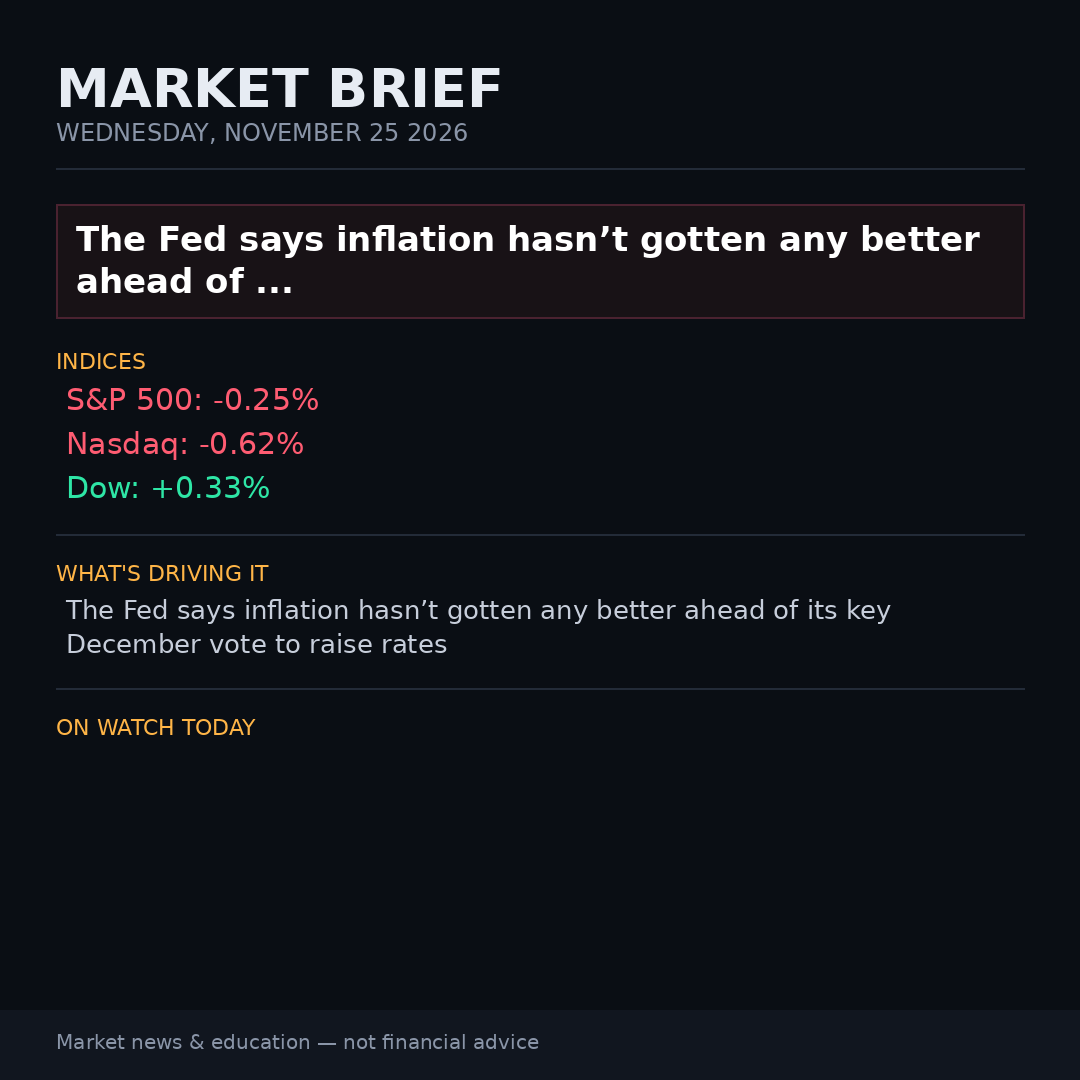 MARKET BRIEF
WEDNESDAY, NOVEMBER 25 2026
The Fed says inflation hasn’t gotten any better
ahead of ...
INDICES
S&P 500: -0.25%
Nasdaq: -0.62%
Dow: +0.33%
WHAT'S DRIVING IT
The Fed says inflation hasn’t gotten any better ahead of its key
December vote to raise rates
ON WATCH TODAY
Market news & education — not financial advice